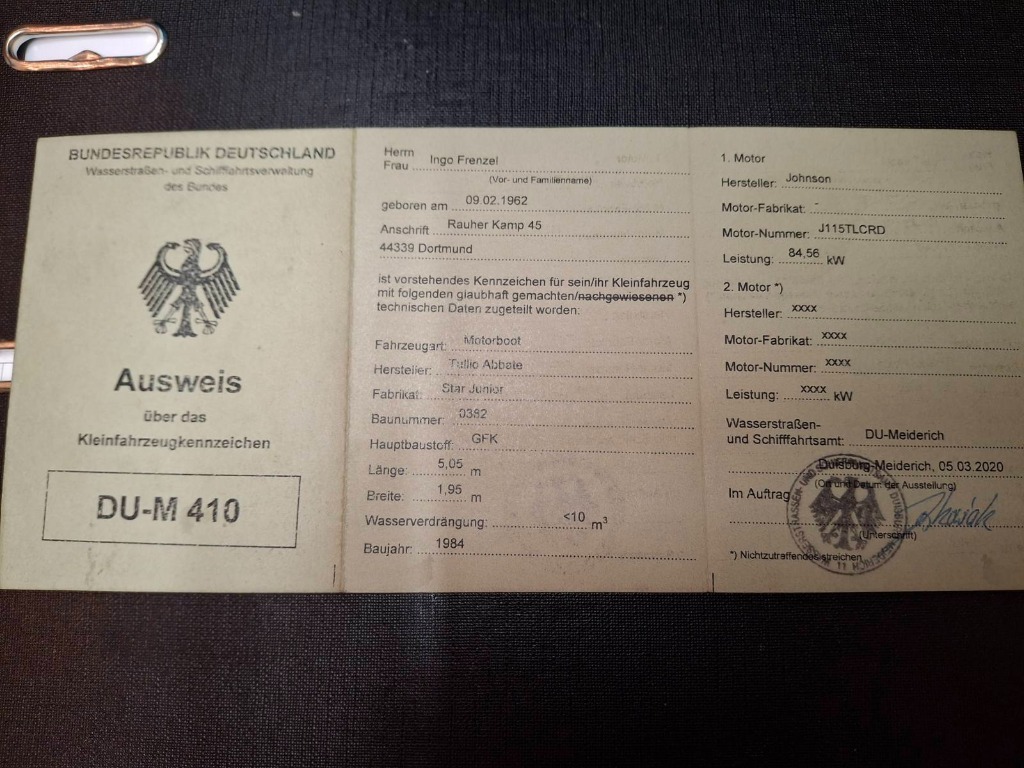 BUNDESREPUBLIK DEUTSCHLAND
Wasserstraßen- und Schifffahrtsverwaltung
des Bundes
Ausweis
über das
Kleinfahrzeugkennzeichen
DU-M 410
Herrn
Frau Ingo Frenzel
(Vor- und Familienname)
geboren am 09.02.1962
Anschrift Rauher Kamp 45
44339 Dortmund
ist vorstehendes Kennzeichen für sein/ihr Kleinfahrzeug
mit folgenden glaubhaft gemachten/nachgewiesenen *)
technischen Daten zugeteilt worden:
Fahrzeugart: Motorboot
Hersteller: Tullio Abbate
Fabrikat: Star Junior
Baunummer: 0382
Hauptbaustoff: GFK
Länge: 5,05 m
Breite: 1,95 m
Wasserverdrängung: <10 m³
Baujahr: 1984
1. Motor
Hersteller: Johnson
Motor-Fabrikat: -
Motor-Nummer: J115TLCRD
Leistung: 84,56 kW
2. Motor *)
Hersteller: xxxx
Motor-Fabrikat: xxxx
Motor-Nummer: xxxx
Leistung: xxxx kW
Wasserstraßen-
und Schifffahrtsamt: DU-Meiderich
Duisburg-Meiderich, 05.03.2020
(Ort und Datum der Ausstellung)
Im Auftrag
(Unterschrift)
*) Nichtzutreffendes streichen